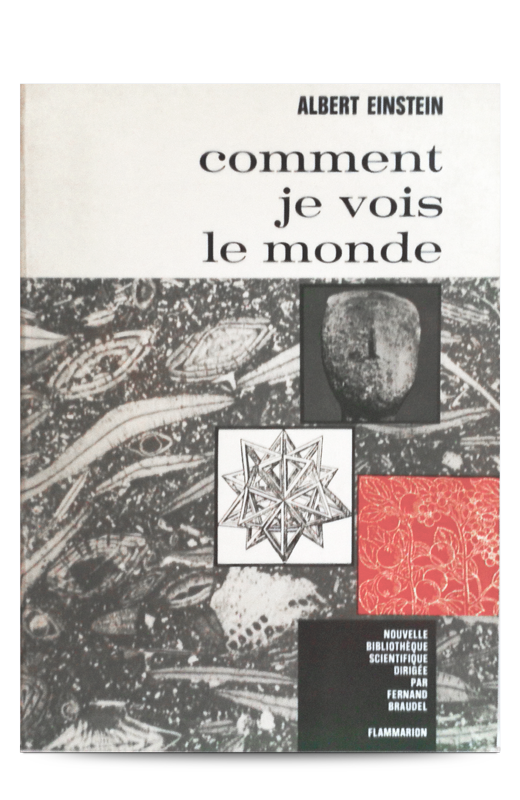 ALBERT EINSTEIN
comment
je vois
le monde
NOUVELLE
BIBLIOTHÈQUE
SCIENTIFIQUE
DIRIGÉE
PAR
FERNAND
BRAUDEL
FLAMMARION